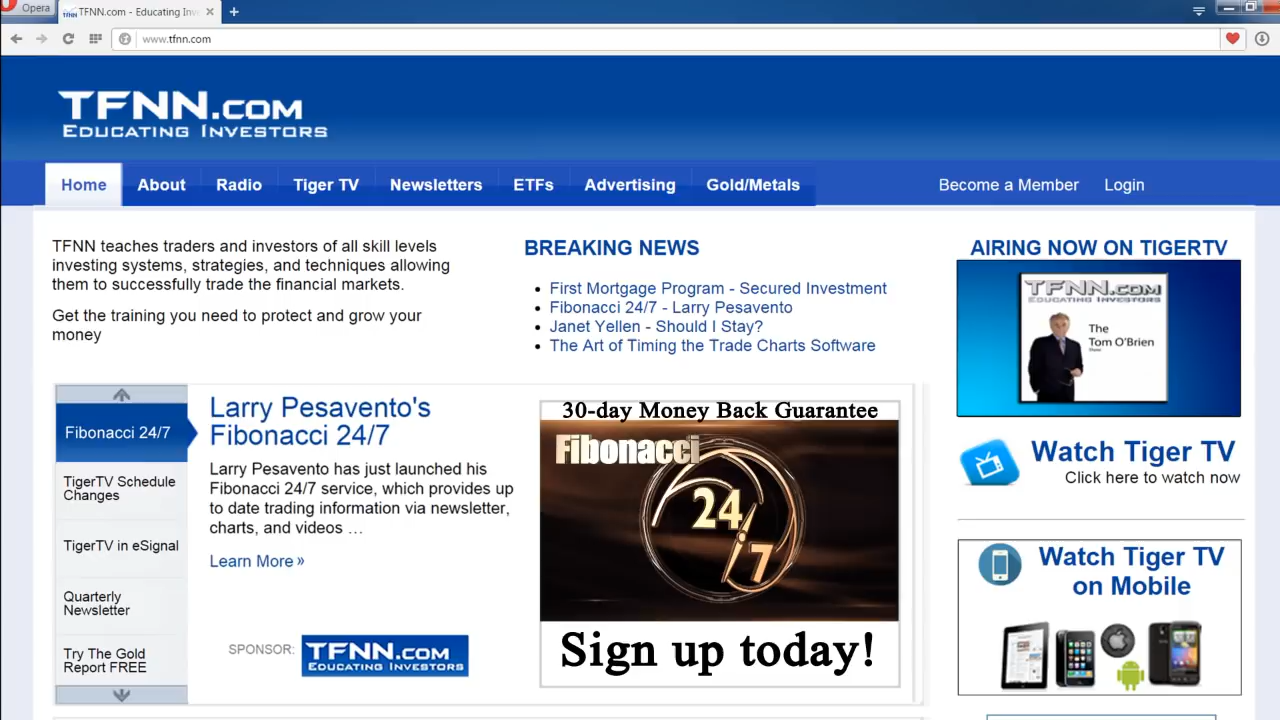 Opera
TFNN.com - Educating Inv
www.tfnn.com
TFNN.COM
EDUCATING INVESTORS
Home
About
Radio
Tiger TV
Newsletters
ETFs
Advertising
Gold/Metals
Become a Member
Login
TFNN teaches traders and investors of all skill levels
investing systems, strategies, and techniques allowing
them to successfully trade the financial markets.
Get the training you need to protect and grow your
money
BREAKING NEWS
First Mortgage Program - Secured Investment
Fibonacci 24/7 - Larry Pesavento
Janet Yellen - Should I Stay?
The Art of Timing the Trade Charts Software
AIRING NOW ON TIGERTV
TFNN.COM
EDUCATING INVESTORS
The
Tom O'Brien
Show
Watch Tiger TV
Click here to watch now
Watch Tiger TV
on Mobile
Fibonacci 24/7
TigerTV Schedule
Changes
TigerTV in eSignal
Quarterly
Newsletter
Try The Gold
Report FREE
Larry Pesavento's
Fibonacci 24/7
Larry Pesavento has just launched his
Fibonacci 24/7 service, which provides up
to date trading information via newsletter,
charts, and videos …
Learn More »
SPONSOR:
TFNN.COM
EDUCATING INVESTORS
30-day Money Back Guarantee
Fibonacci
24
7
Sign up today!